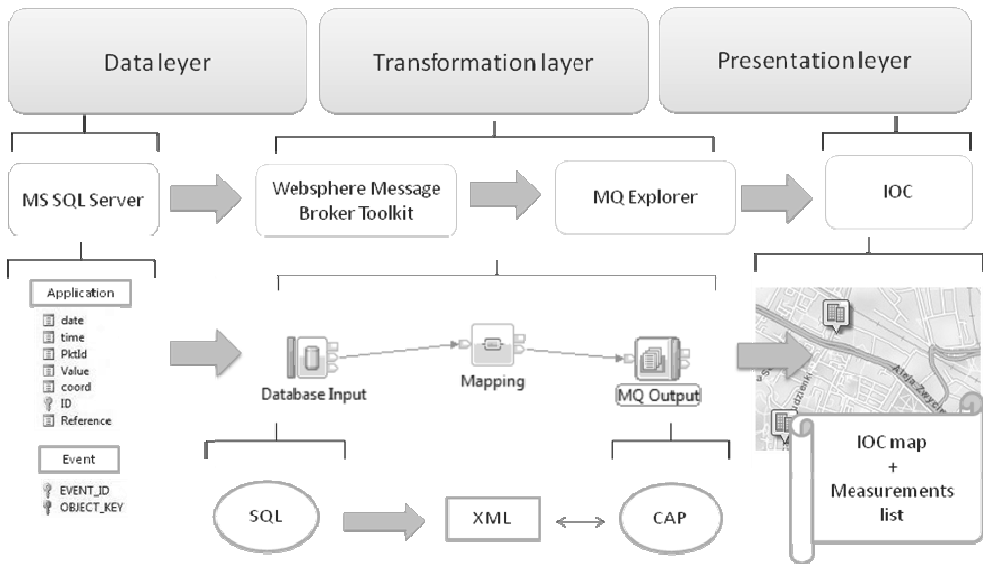 Data leyer
Transformation layer
Presentation leyer
MS SQL Server
Websphere Message
Broker Toolkit
MQ Explorer
IOC
Application
date
time
PktId
Value
coord
ID
Reference
Event
EVENT_ID
OBJECT_KEY
Database Input
Mapping
MQ Output
Aleja Zwycię
IOC map
+
Measurements
list
SQL
XML
CAP